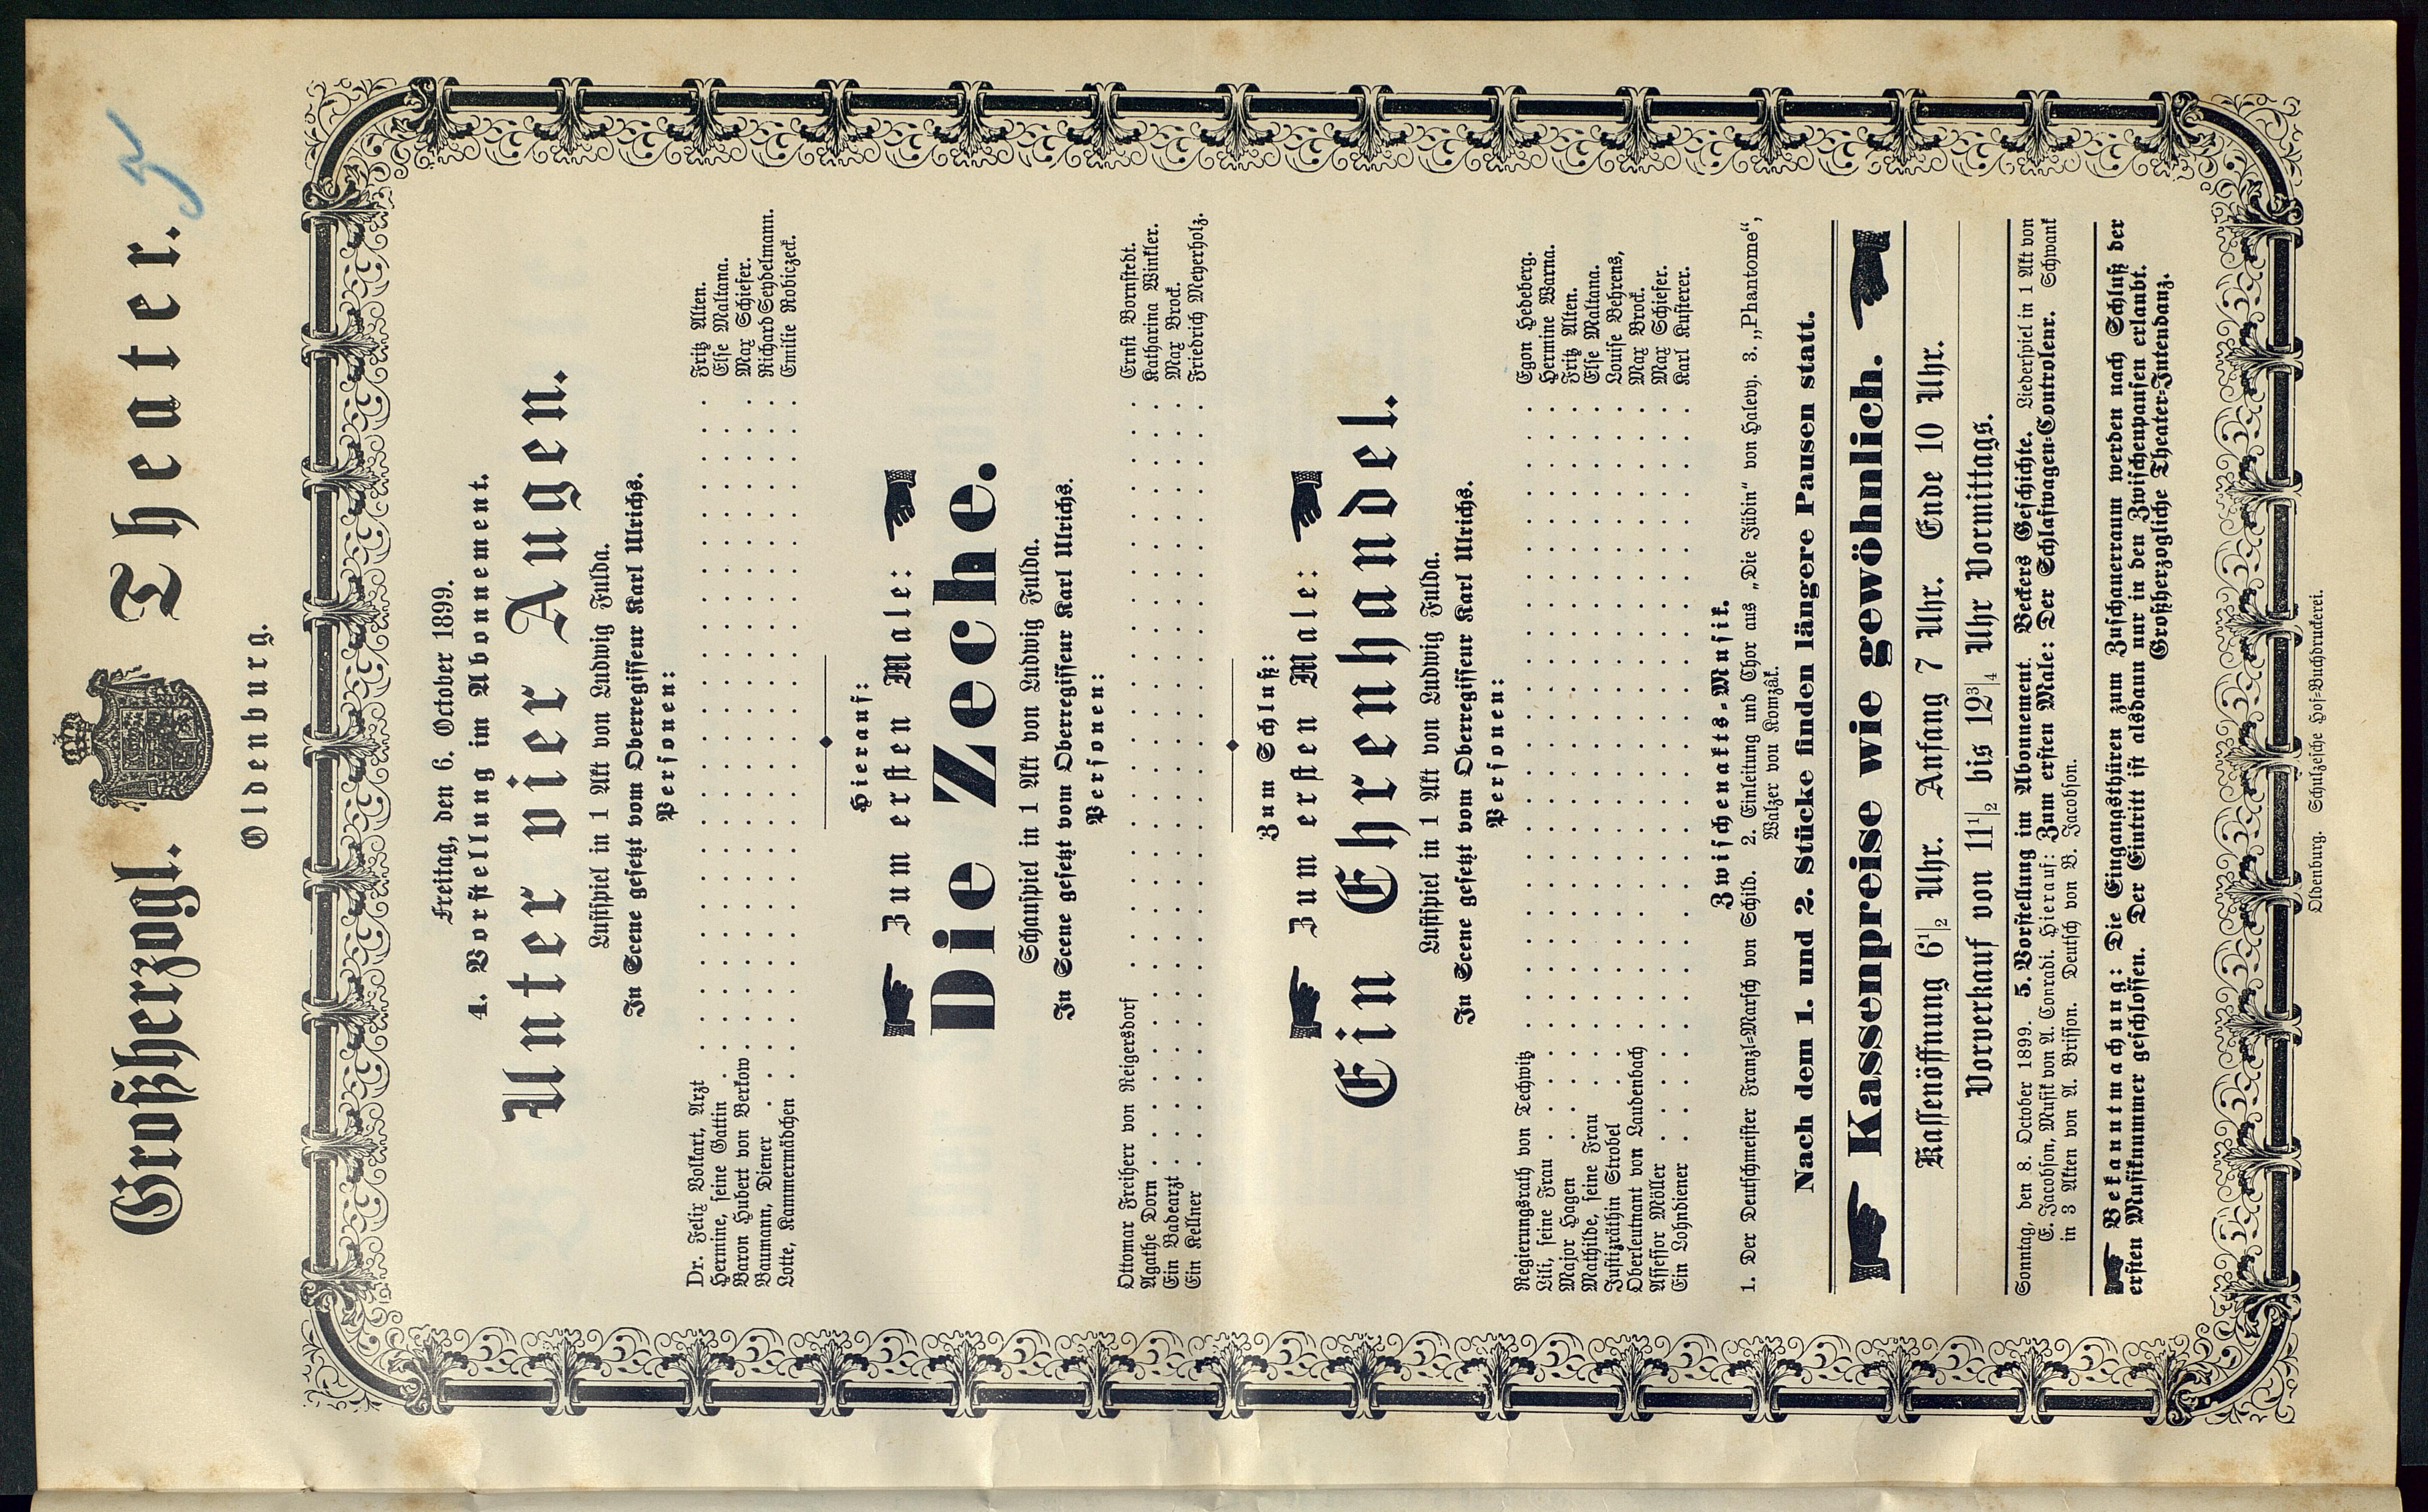 Großherzogl. Theater.
Oldenburg.
Freitag, den 6. October 1899.
4. Vorstellung im Abonnement.
Unter vier Augen.
Lustspiel in 1 Akt von Ludwig Fulda.
In Scene gesetzt vom Oberregisseur Karl Ulrichs.
Personen:
Dr. Felix Volkart, Arzt . . . . . . Fritz Alten.
Hermine, seine Gattin . . . . . . Else Maltana.
Baron Hubert von Berkow . . . . . . Max Schiefer.
Baumann, Diener . . . . . . Richard Seydelmann.
Lotte, Kammermädchen . . . . . . Emilie Robiczeck.
Hierauf:
Zum ersten Male:
Die Zeche.
Schauspiel in 1 Akt von Ludwig Fulda.
In Scene gesetzt vom Oberregisseur Karl Ulrichs.
Personen:
Ottomar Freiherr von Reigersdorf . . . . . . Ernst Bornstedt.
Agathe Dorn . . . . . . Katharina Winkler.
Ein Badearzt . . . . . . Max Brock.
Ein Kellner . . . . . . Friedrich Meyerholz.
Zum Schluß:
Zum ersten Male:
Ein Ehrenhandel.
Lustspiel in 1 Akt von Ludwig Fulda.
In Scene gesetzt vom Oberregisseur Karl Ulrichs.
Personen:
Regierungsrath von Techwitz . . . . . . Egon Hedeberg.
Lili, seine Frau . . . . . . Hermine Warna.
Major Hagen . . . . . . Fritz Alten.
Mathilde, seine Frau . . . . . . Else Maltana.
Justizräthin Strobel . . . . . . Louise Behrens,
Oberleutnant von Laudenbach . . . . . . Max Brock.
Assessor Möller . . . . . . Max Schiefer.
Ein Lohndiener . . . . . . Karl Kusterer.
Zwischenakts-Musik.
1. Der Deutschmeister Franzl-Marsch von Schild. 2. Einleitung und Chor aus „Die Jüdin“ von Halevy. 3. „Phantome“,
Walzer von Komzák.
Nach dem 1. und 2. Stücke finden längere Pausen statt.
Kassenpreise wie gewöhnlich.
Kassenöffnung 6 1/2 Uhr. Anfang 7 Uhr. Ende 10 Uhr.
Vorverkauf von 11 1/2 bis 12 3/4 Uhr Vormittags.
Sonntag, den 8. October 1899. 5. Vorstellung im Abonnement. Beckers Geschichte. Liederspiel in 1 Akt von
E. Jacobson, Musik von A. Conradi. Hierauf: Zum ersten Male: Der Schlafwagen-Controleur. Schwank
in 3 Akten von A. Brisson. Deutsch von B. Jacobson.
Bekanntmachung: Die Eingangsthüren zum Zuschauerraum werden nach Schluß der
ersten Musiknummer geschlossen. Der Eintritt ist alsdann nur in den Zwischenpausen erlaubt.
Großherzogliche Theater-Intendanz.
Oldenburg. Schulzesche Hof-Buchdruckerei.